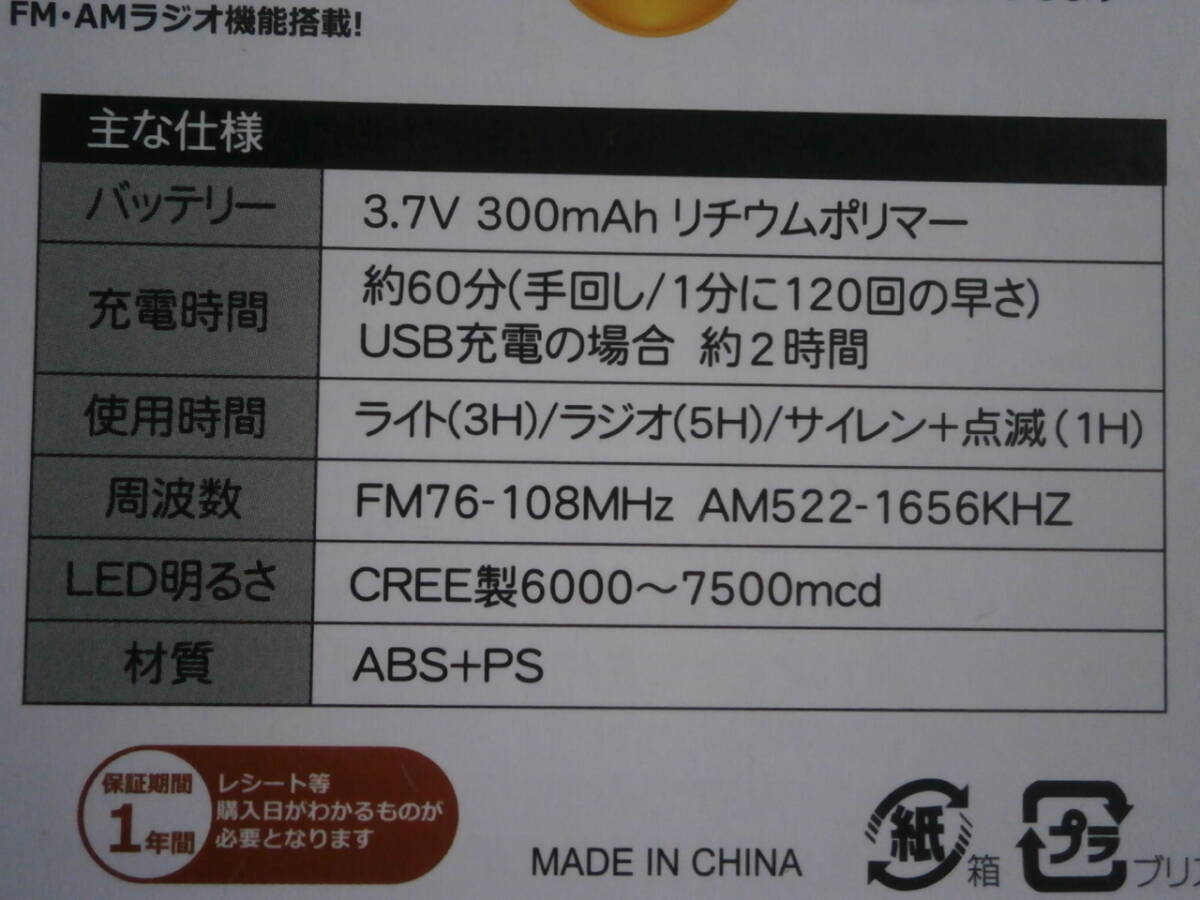 FM・AMラジオ機能搭載!
主な仕様
バッテリー 3.7V 300mAh リチウムポリマー
充電時間 約60分(手回し/1分に120回の早さ)
USB充電の場合 約2時間
使用時間 ライト(3H)/ラジオ(5H)/サイレン+点滅(1H)
周波数 FM76-108MHz AM522-1656KHZ
LED明るさ CREE製6000～7500mcd
材質 ABS+PS
保証期間
1年間
レシート等
購入日がわかるものが
必要となります
MADE IN CHINA
紙 箱
プラ ブリス